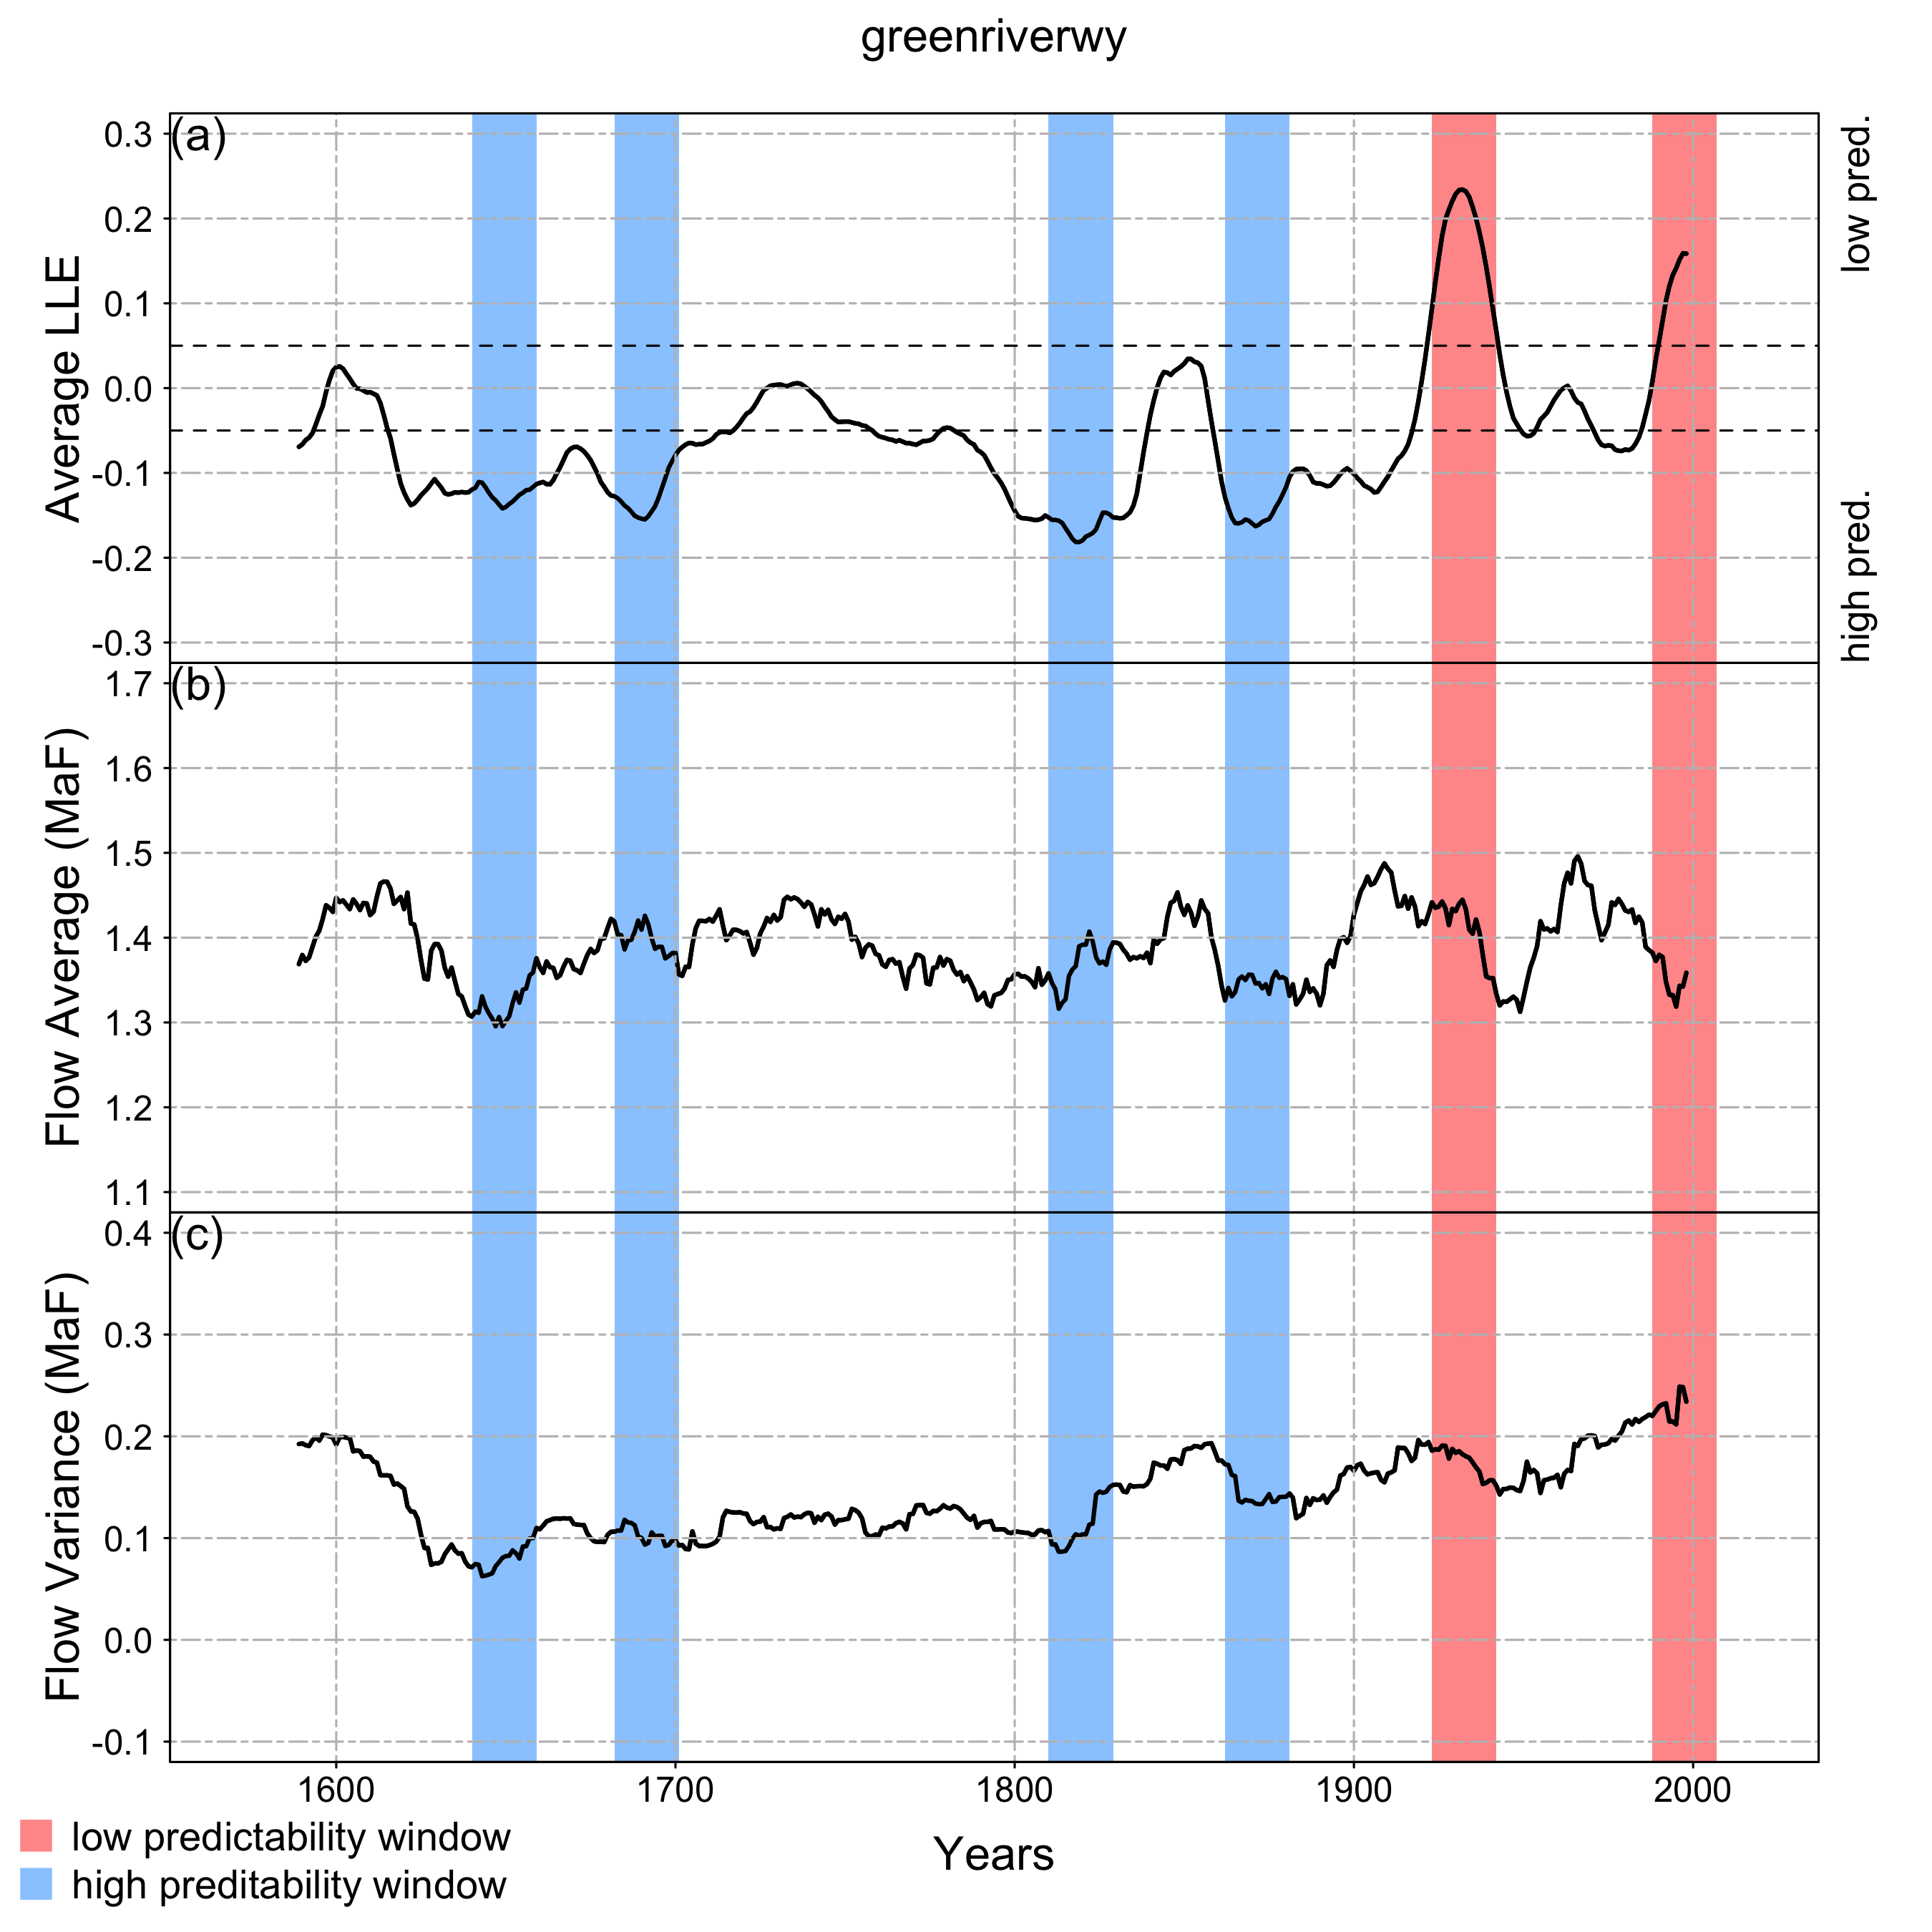 greenriverwy
(a)
0.3
0.2
0.1
0.0
-0.1
-0.2
-0.3
Average LLE
low pred.
high pred.
(b)
1.7
1.6
1.5
1.4
1.3
1.2
1.1
Flow Average (MaF)
(c)
0.4
0.3
0.2
0.1
0.0
-0.1
Flow Variance (MaF)
1600 1700 1800 1900 2000
Years
low predictability window
high preditability window